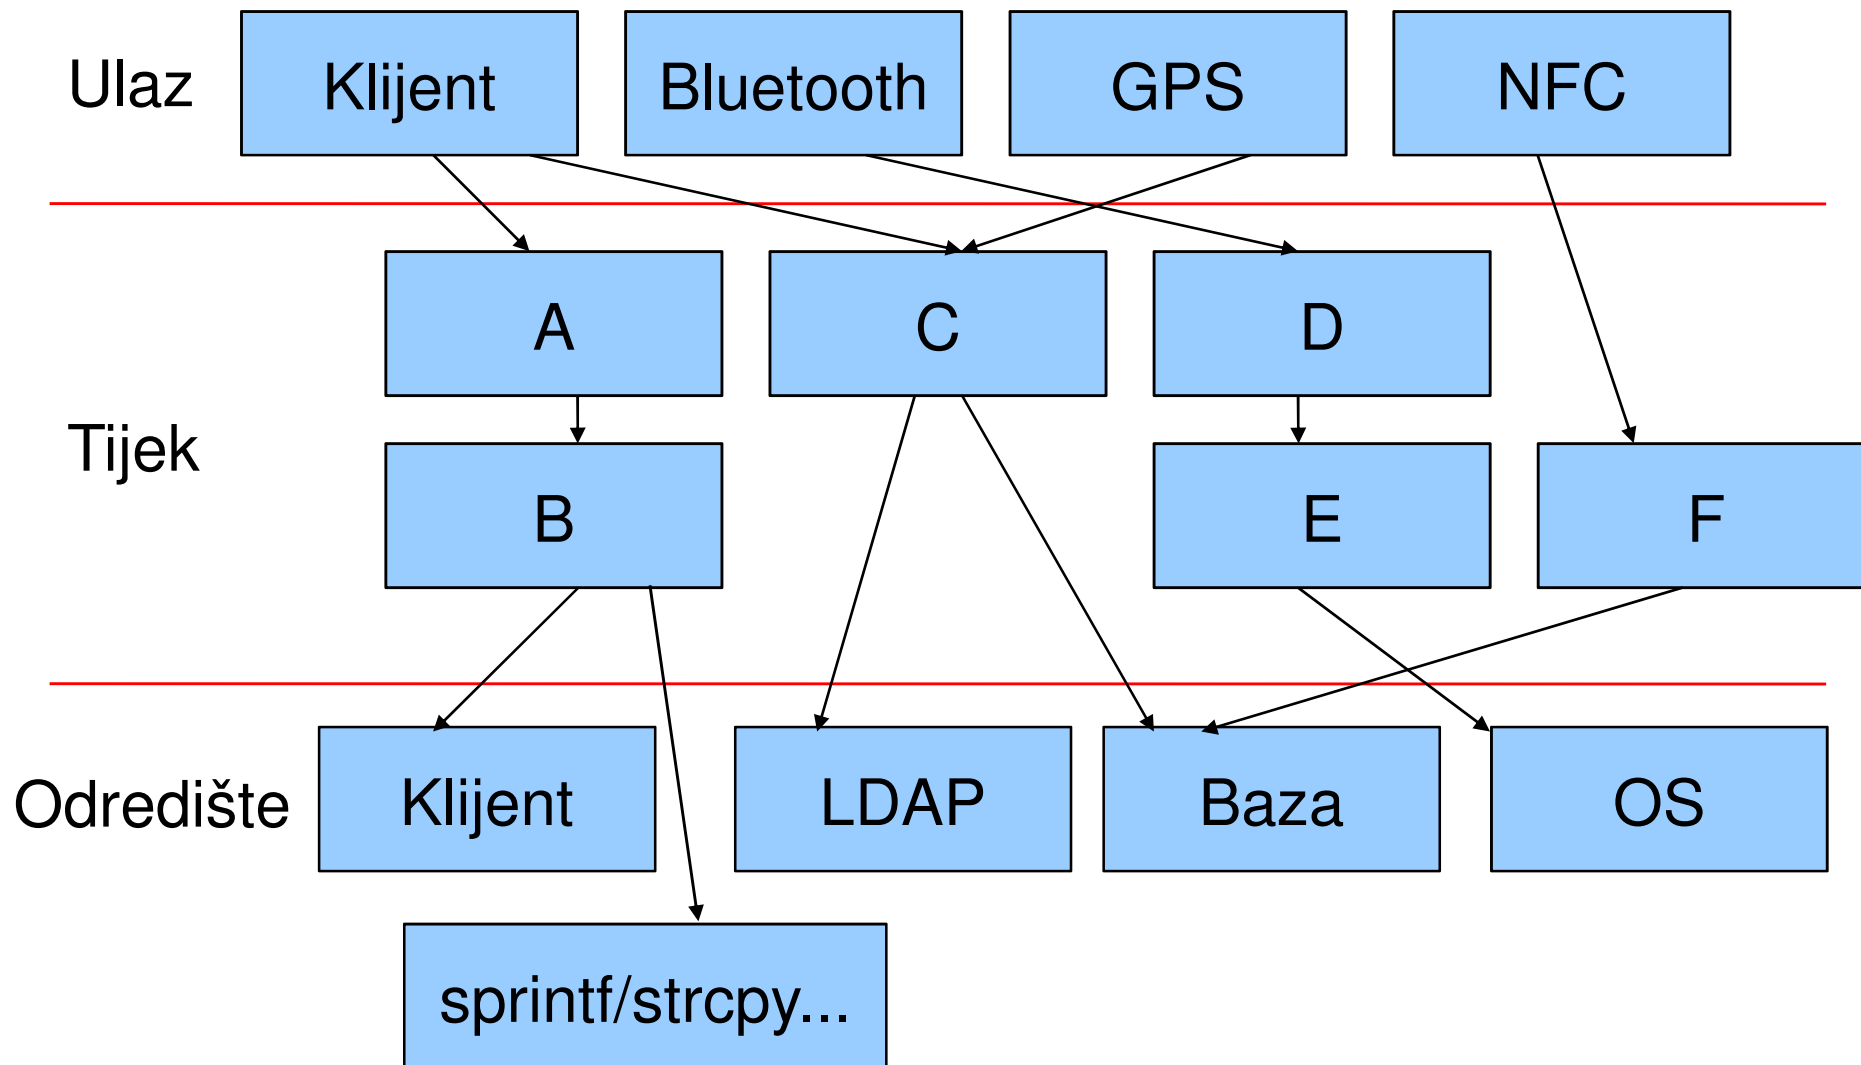 Ulaz
Klijent
Bluetooth
GPS
NFC
A
C
D
Tijek
B
E
F
Odredište
Klijent
LDAP
Baza
OS
sprintf/strcpy...